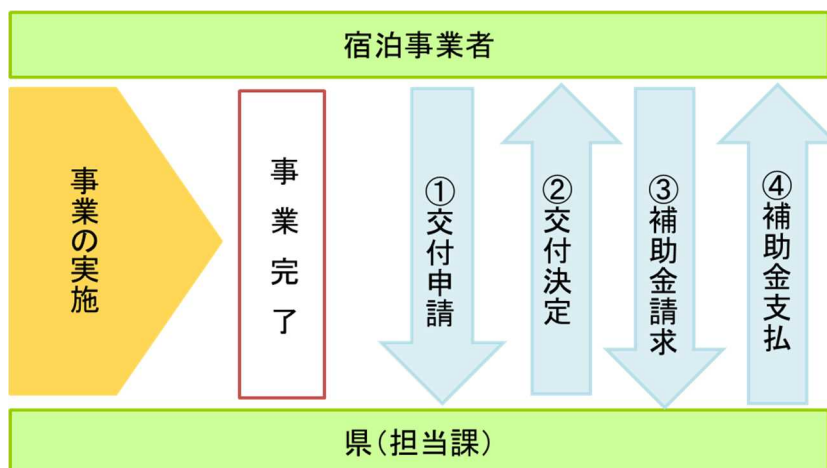 宿泊事業者
事業の実施
事業完了
①交付申請
②交付決定
③補助金請求
④補助金支払
県(担当課)